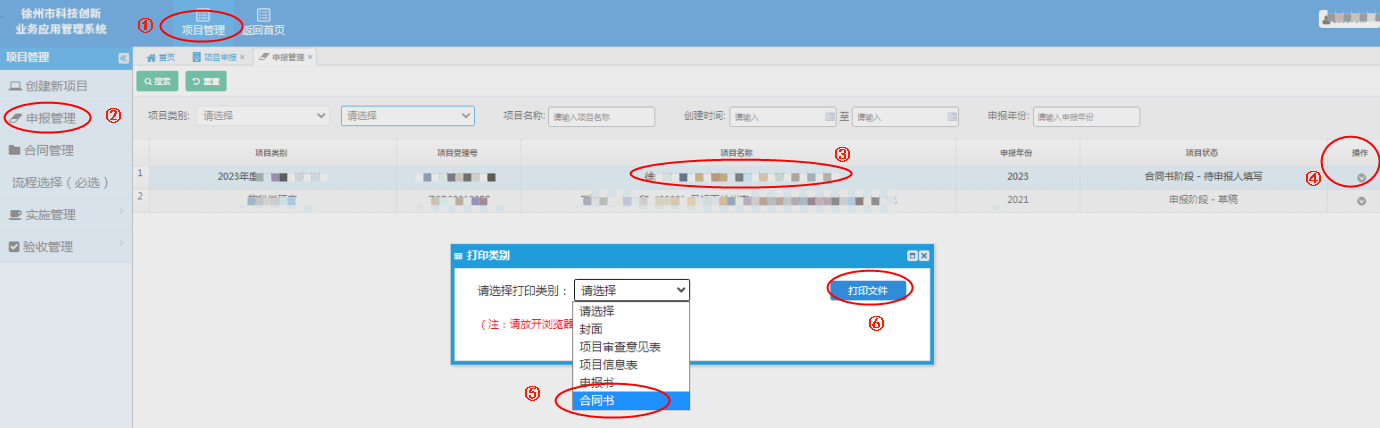 徐州市科技创新
业务应用管理系统
①
项目管理
返回首页
项目管理
首页
项目申报 ×
申报管理 ×
创建新项目
申报管理
②
合同管理
流程选择（必选）
实施管理
验收管理
搜索
重置
项目类别:
请选择
请选择
项目名称:
请输入项目名称
创建时间:
请输入
至
请输入
申报年份:
请输入申报年份
项目类别
项目受理号
项目名称
申报年份
项目状态
操作
③
④
1
2023年度
徐
2023
合同书阶段 - 待申报人填写
2
2021
申报阶段 - 草稿
打印类别
请选择打印类别：
请选择
打印文件
⑥
（注：请放开浏览器
请选择
封面
项目审查意见表
项目信息表
申报书
合同书
⑤